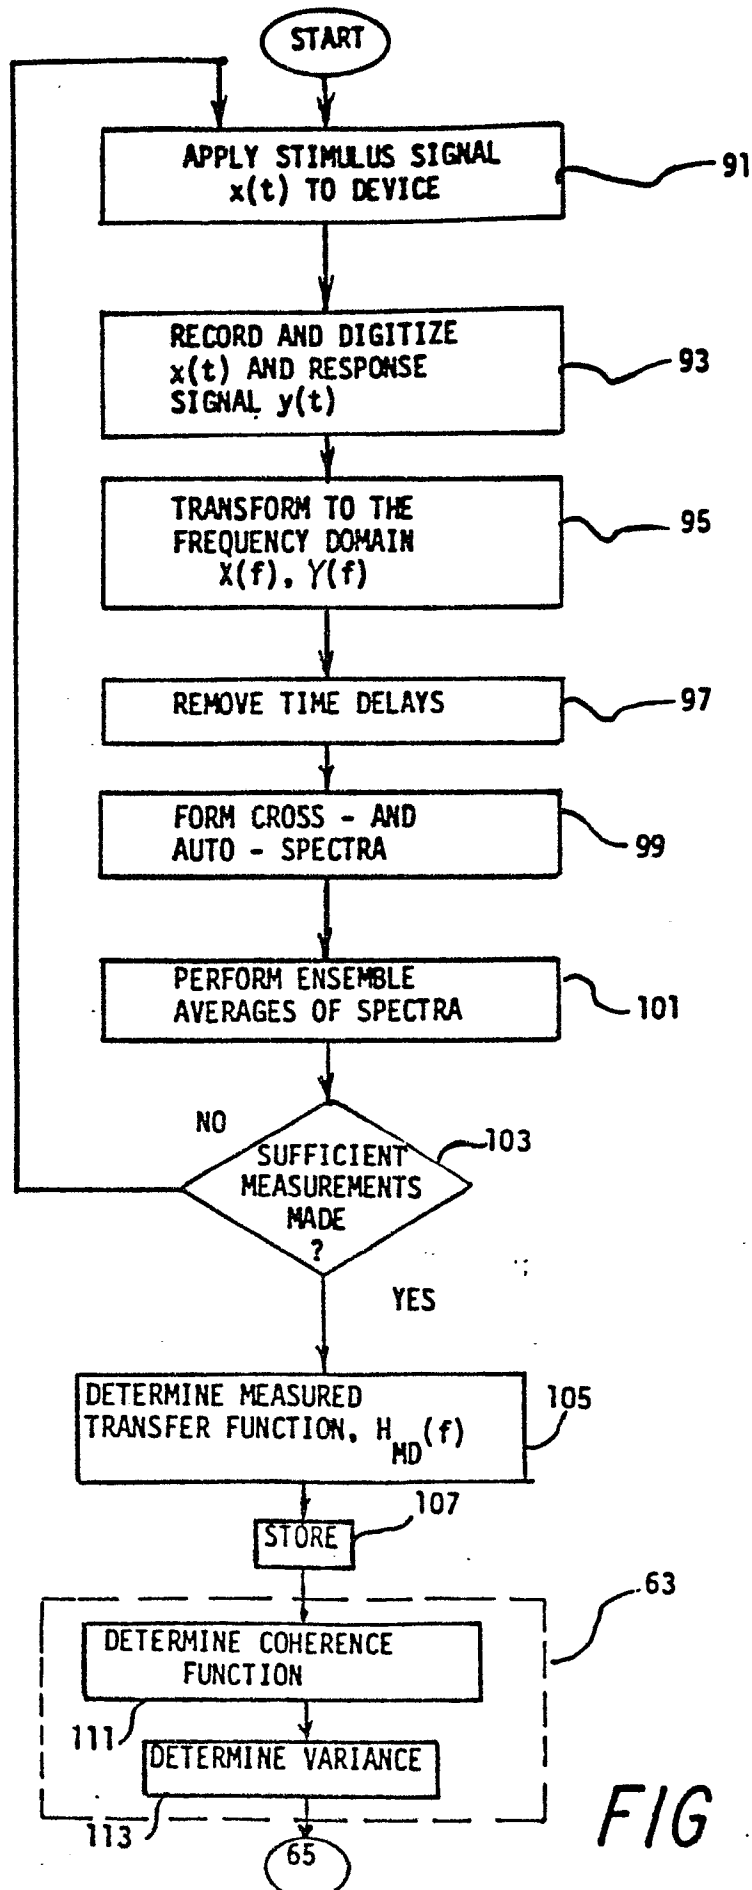 START
APPLY STIMULUS SIGNAL
x(t) TO DEVICE
91
RECORD AND DIGITIZE
x(t) AND RESPONSE
SIGNAL y(t)
93
TRANSFORM TO THE
FREQUENCY DOMAIN
X(f), Y(f)
95
REMOVE TIME DELAYS
97
FORM CROSS - AND
AUTO - SPECTRA
99
PERFORM ENSEMBLE
AVERAGES OF SPECTRA
101
NO
SUFFICIENT
MEASUREMENTS
MADE
?
103
YES
DETERMINE MEASURED
TRANSFER FUNCTION, H_MD(f)
105
STORE
107
63
DETERMINE COHERENCE
FUNCTION
111
DETERMINE VARIANCE
113
65
FIG